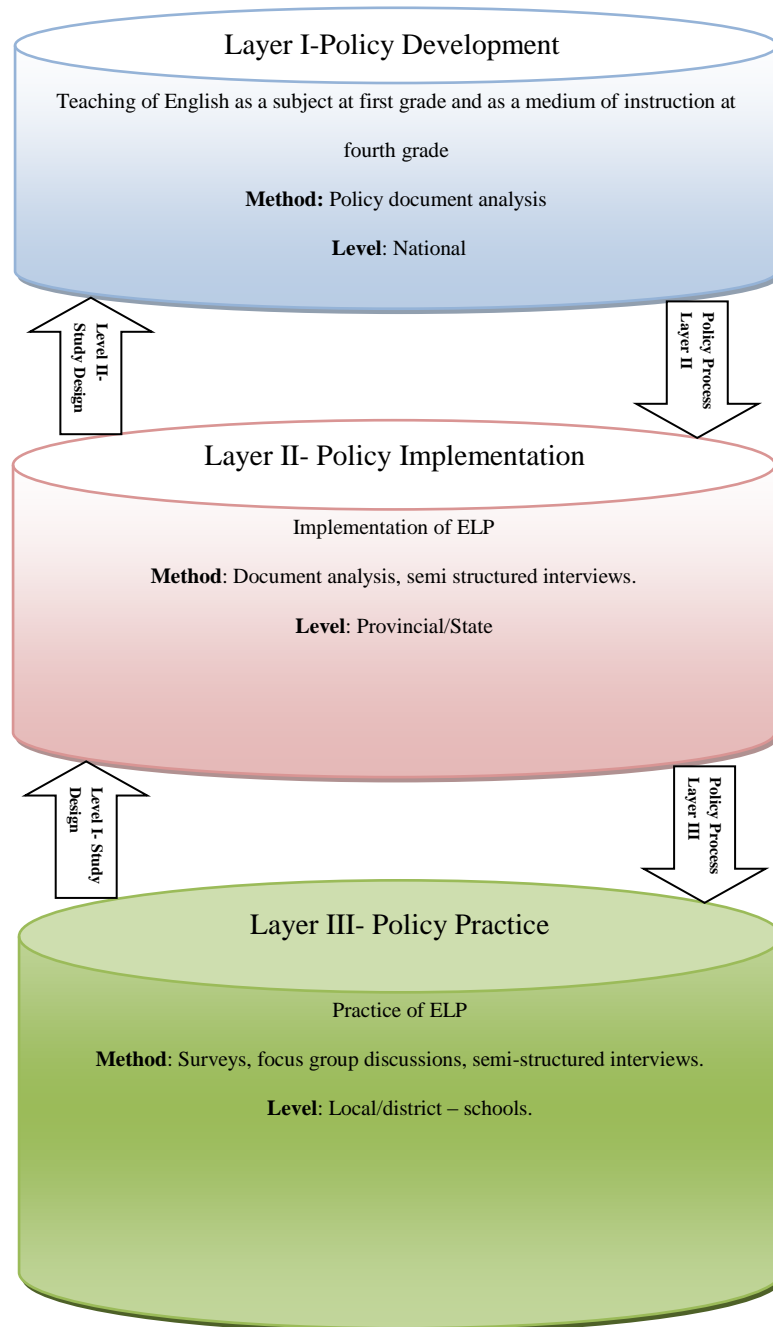 Layer I-Policy Development
Teaching of English as a subject at first grade and as a medium of instruction at
fourth grade
Method: Policy document analysis
Level: National
Level II-
Study Design
Policy Process
Layer II
Layer II- Policy Implementation
Implementation of ELP
Method: Document analysis, semi structured interviews.
Level: Provincial/State
Level I- Study
Design
Policy Process
Layer III
Layer III- Policy Practice
Practice of ELP
Method: Surveys, focus group discussions, semi-structured interviews.
Level: Local/district – schools.